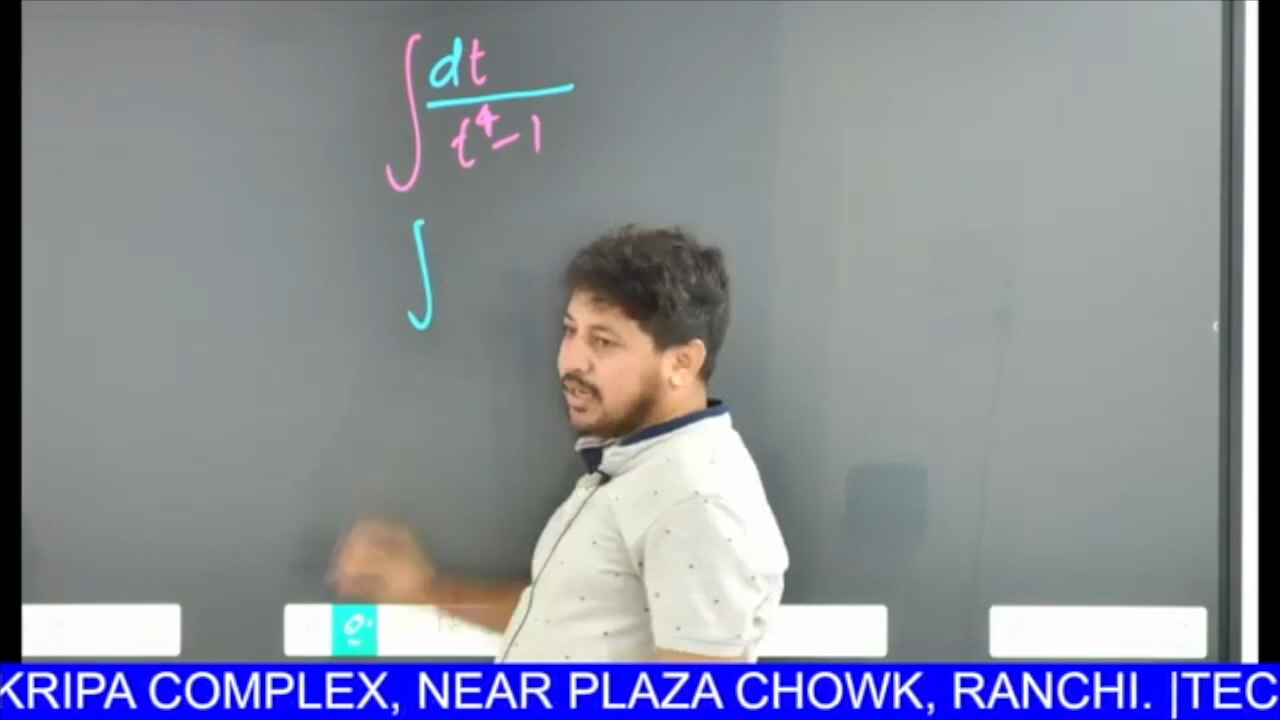 ∫ dt
t⁴-1
∫
KRIPA COMPLEX, NEAR PLAZA CHOWK, RANCHI. |TEC